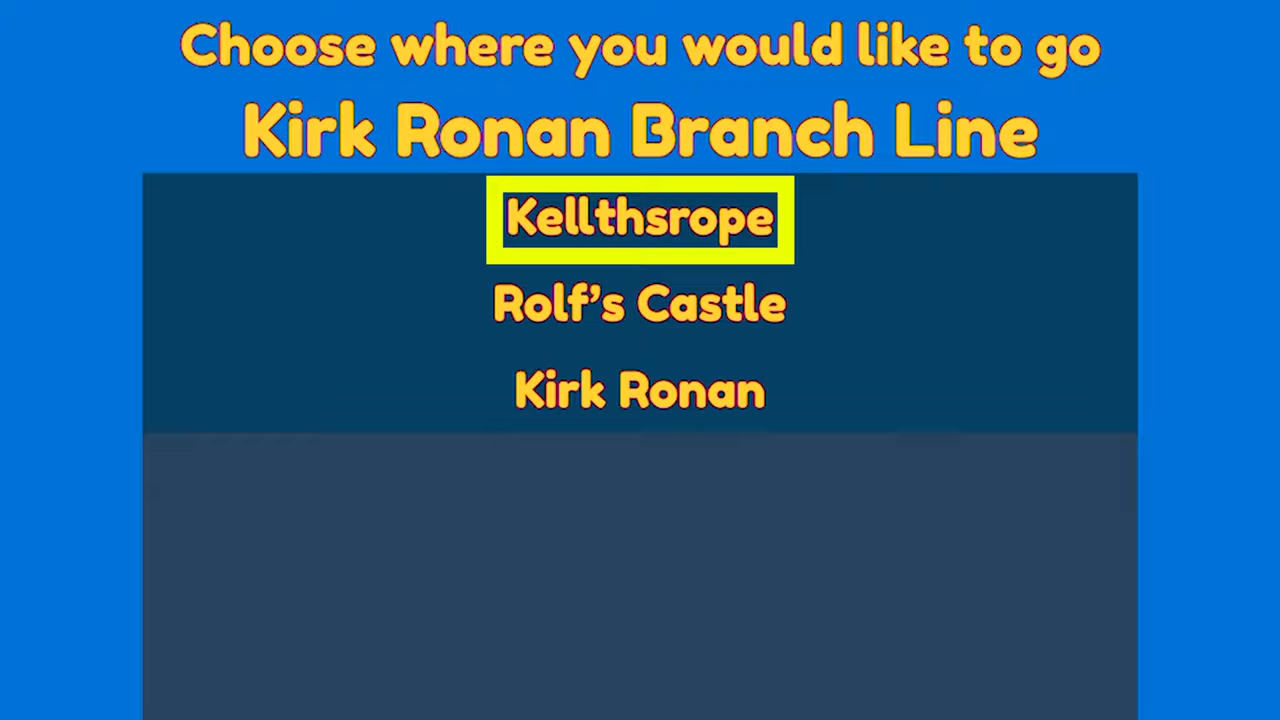 Choose where you would like to go
Kirk Ronan Branch Line
Kellthsrope
Rolf's Castle
Kirk Ronan